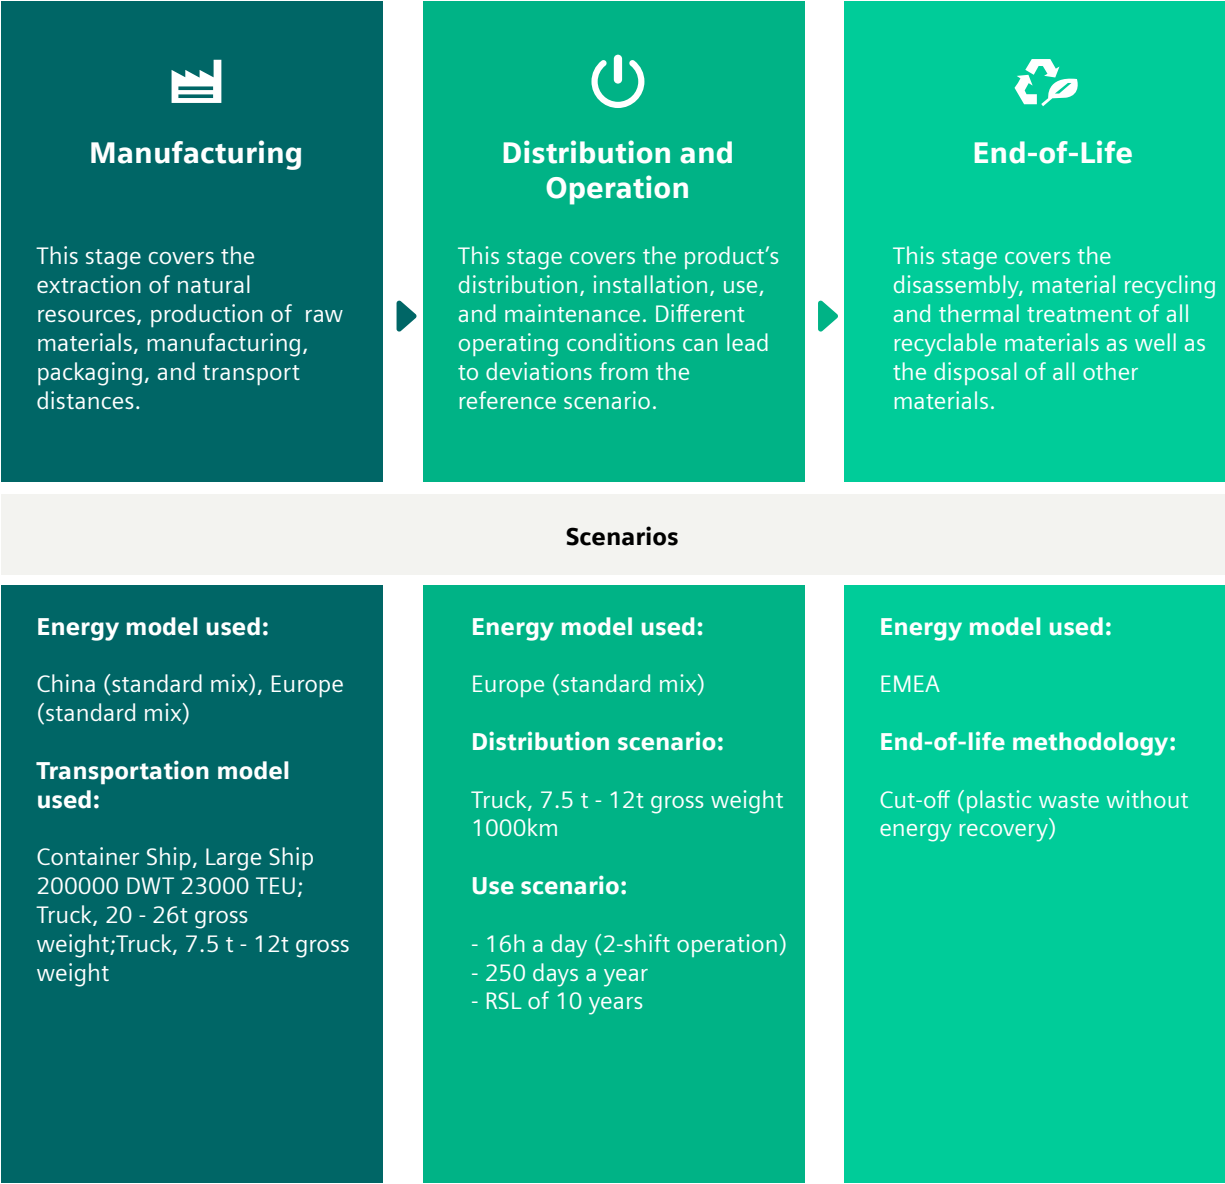 Manufacturing
This stage covers the
extraction of natural
resources, production of  raw
materials, manufacturing,
packaging, and transport
distances.
Distribution and
Operation
This stage covers the product’s
distribution, installation, use,
and maintenance. Different
operating conditions can lead
to deviations from the
reference scenario.
End-of-Life
This stage covers the
disassembly, material recycling
and thermal treatment of all
recyclable materials as well as
the disposal of all other
materials.
Scenarios
Energy model used:
China (standard mix), Europe
(standard mix)
Transportation model
used:
Container Ship, Large Ship
200000 DWT 23000 TEU;
Truck, 20 - 26t gross
weight;Truck, 7.5 t - 12t gross
weight
Energy model used:
Europe (standard mix)
Distribution scenario:
Truck, 7.5 t - 12t gross weight
1000km
Use scenario:
- 16h a day (2-shift operation)
- 250 days a year
- RSL of 10 years
Energy model used:
EMEA
End-of-life methodology:
Cut-off (plastic waste without
energy recovery)